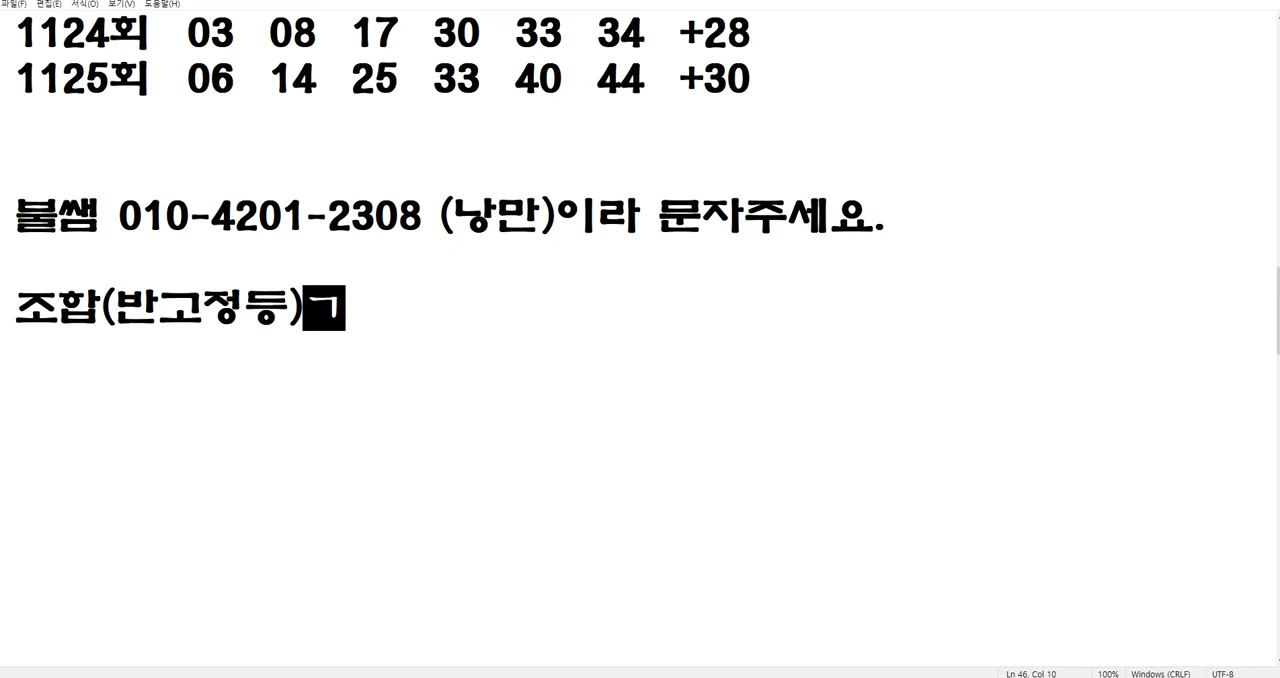 파일(F) 편집(E) 서식(O) 보기(V) 도움말(H)
1124회 03 08 17 30 33 34 +28
1125회 06 14 25 33 40 44 +30
불쌤 010-4201-2308 (낭만)이라 문자주세요.
조합(반고정등)ㄱ
Ln 46, Col 10 100% Windows (CRLF) UTF-8